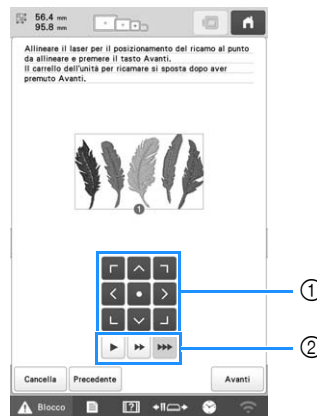 56.4 mm
95.8 mm
Allineare il laser per il posizionamento del ricamo al punto
da allineare e premere il tasto Avanti.
Il carrello dell'unità per ricamare si sposta dopo aver
premuto Avanti.
1
①
②
Cancella
Precedente
Avanti
Blocco